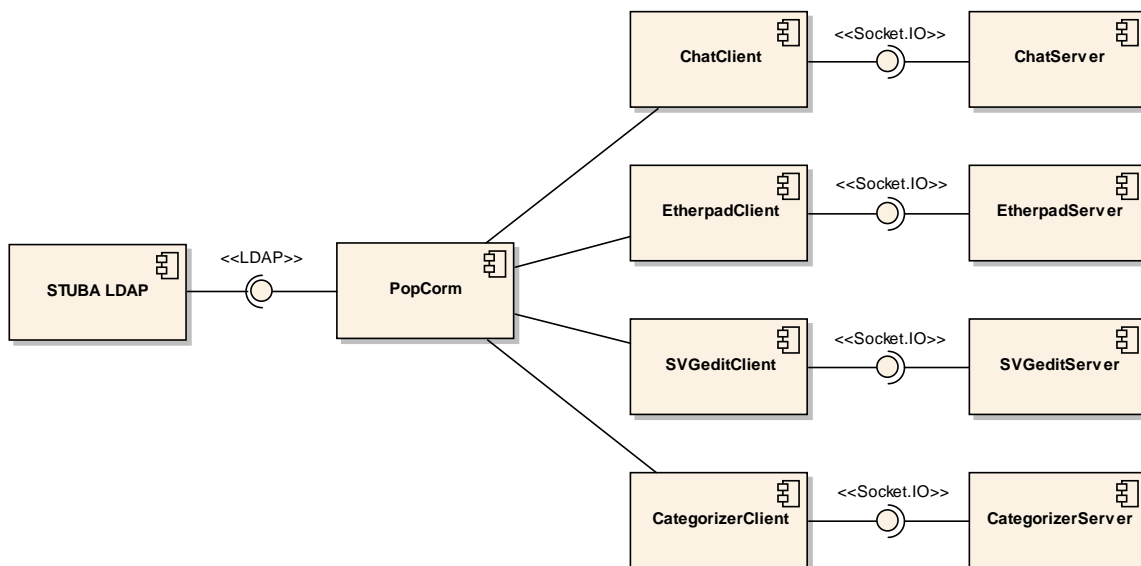 <<Socket.IO>>
ChatClient
ChatServer
<<Socket.IO>>
EtherpadClient
EtherpadServer
<<LDAP>>
STUBA LDAP
PopCorm
<<Socket.IO>>
SVGeditClient
SVGeditServer
<<Socket.IO>>
CategorizerClient
CategorizerServer